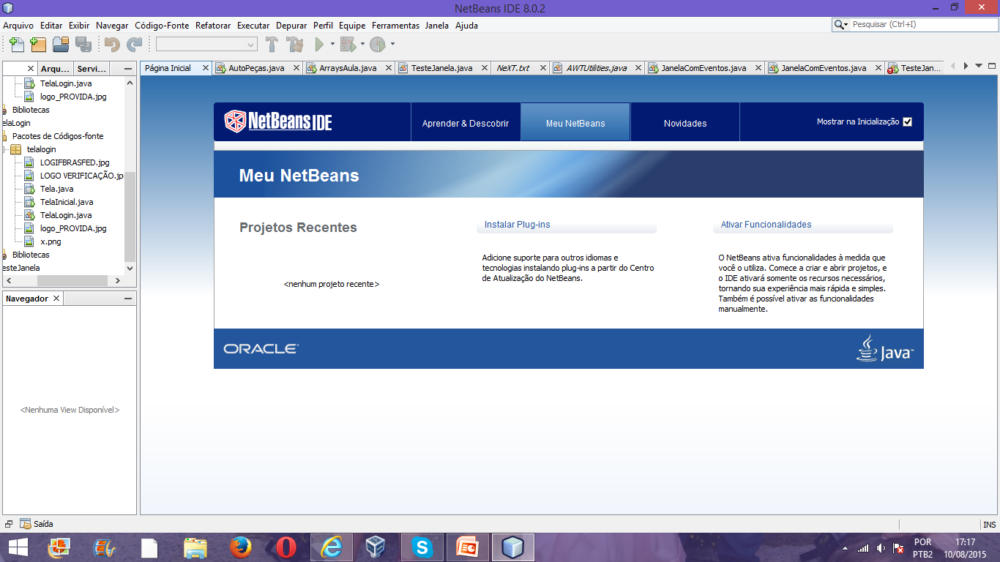 NetBeans IDE 8.0.2
Arquivo Editar Exibir Navegar Código-Fonte Refatorar Executar Depurar Perfil Equipe Ferramentas Janela Ajuda
Pesquisar (Ctrl+I)
Arqu... Servi...
Página Inicial AutoPeças.java ArraysAula.java TesteJanela.java NeXT.txt AWTUtilities.java JanelaComEventos.java JanelaComEventos.java TesteJan...
TelaLogin.java
logo_PROVIDA.jpg
Bibliotecas
elaLogin
Pacotes de Códigos-fonte
telalogin
LOGIFBRASFED.jpg
LOGO VERIFICAÇÃO.jp
Tela.java
TelaInicial.java
TelaLogin.java
logo_PROVIDA.jpg
x.png
Bibliotecas
esteJanela
Navegador
<Nenhuma View Disponível>
NetBeans IDE
Aprender & Descobrir
Meu NetBeans
Novidades
Mostrar na Inicialização
Meu NetBeans
Projetos Recentes
<nenhum projeto recente>
Instalar Plug-ins
Adicione suporte para outros idiomas e
tecnologias instalando plug-ins a partir do Centro
de Atualização do NetBeans.
Ativar Funcionalidades
O NetBeans ativa funcionalidades à medida que
você o utiliza. Comece a criar e abrir projetos, e
o IDE ativará somente os recursos necessários,
tornando sua experiência mais rápida e simples.
Também é possível ativar as funcionalidades
manualmente.
ORACLE
Java
Saída
INS
POR
PTB2
17:17
10/08/2015